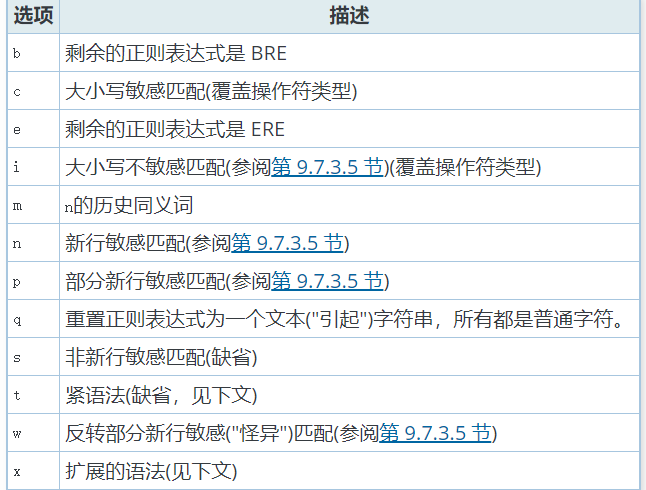 选项 描述
b 剩余的正则表达式是 BRE
c 大小写敏感匹配(覆盖操作符类型)
e 剩余的正则表达式是 ERE
i 大小写不敏感匹配(参阅第 9.7.3.5 节)(覆盖操作符类型)
m n的历史同义词
n 新行敏感匹配(参阅第 9.7.3.5 节)
p 部分新行敏感匹配(参阅第 9.7.3.5 节)
q 重置正则表达式为一个文本("引起")字符串，所有都是普通字符。
s 非新行敏感匹配(缺省)
t 紧语法(缺省，见下文)
w 反转部分新行敏感("怪异")匹配(参阅第 9.7.3.5 节)
x 扩展的语法(见下文)